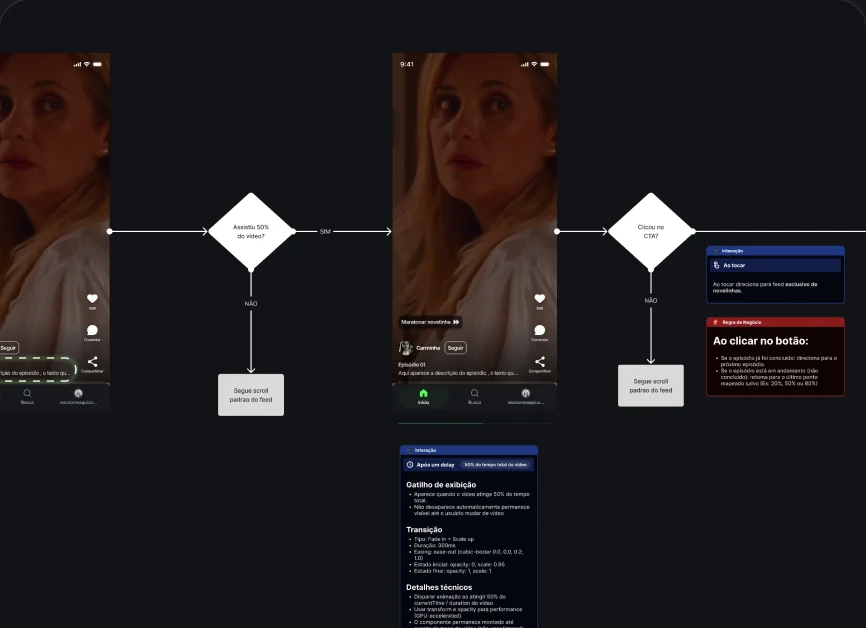 Assistiu 50%
do vídeo?
SIM
NÃO
Segue scroll
padrao do feed
Seguir
Comentar
Compartilhar
Busca
9:41
Maratonar novelinha
Carminha
Seguir
Episódio 01
Aqui aparece a descrição do episódio , o texto qu...
Comentar
Compartilhar
Início
Busca
Clicou no
CTA?
NÃO
Segue scroll
padrao do feed
Interação
Ao tocar
Ao tocar direciona para feed exclusivo de
novelinhas.
Regra de Negócio
Ao clicar no botão:
Se o episódio já foi concluído: direciona para o
próximo episódio.
Se o episódio está em andamento (não
concluído): retoma para o último ponto
mapeado salvo (Ex: 20%, 50% ou 80%)
Interação
Após um delay
50% do tempo total do vídeo
Gatilho de exibição
Aparece quando o vídeo atinge 50% do tempo
total.
Não desaparece automaticamente permanece
visível até o usuário mudar de vídeo
Transição
Tipo: Fade in + Scale up
Duração: 300ms
Easing: ease-out (cubic-bezier 0.0, 0.0, 0.2,
1.0)
Estado inicial: opacity: 0, scale: 0.95
Estado final: opacity: 1, scale: 1
Detalhes técnicos
Disparar animação ao atingir 50% do
currentTime / duration do vídeo
Usar transform e opacity para performance
(GPU-accelerated)
O componente permanece montado até